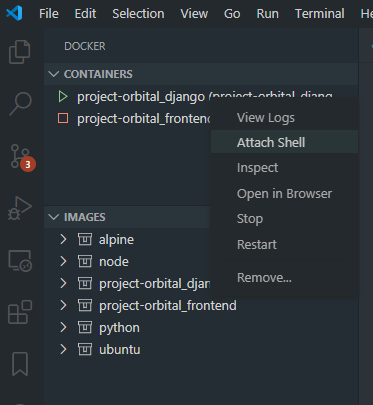 File Edit Selection View Go Run Terminal
DOCKER
CONTAINERS
project-orbital_django (project-orbital_djang
project-orbital_frontend
View Logs
Attach Shell
Inspect
Open in Browser
Stop
Restart
Remove...
IMAGES
alpine
node
project-orbital_djan
project-orbital_frontend
python
ubuntu
3